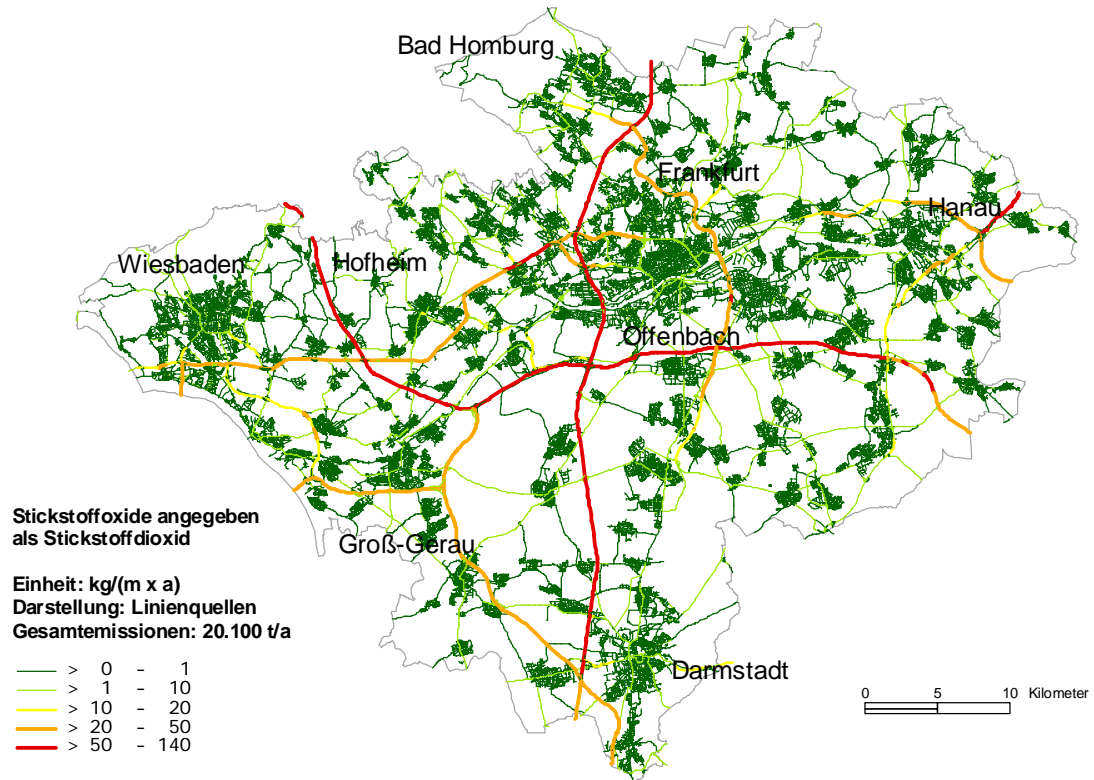 Bad Homburg
Frankfurt
Hanau
Wiesbaden
Hofheim
Offenbach
Stickstoffoxide angegeben
als Stickstoffdioxid
Groß-Gerau
Einheit: kg/(m x a)
Darstellung: Linienquellen
Gesamtemissionen: 20.100 t/a
Darmstadt
> 0 - 1
> 1 - 10
> 10 - 20
> 20 - 50
> 50 - 140
0 5 10 Kilometer